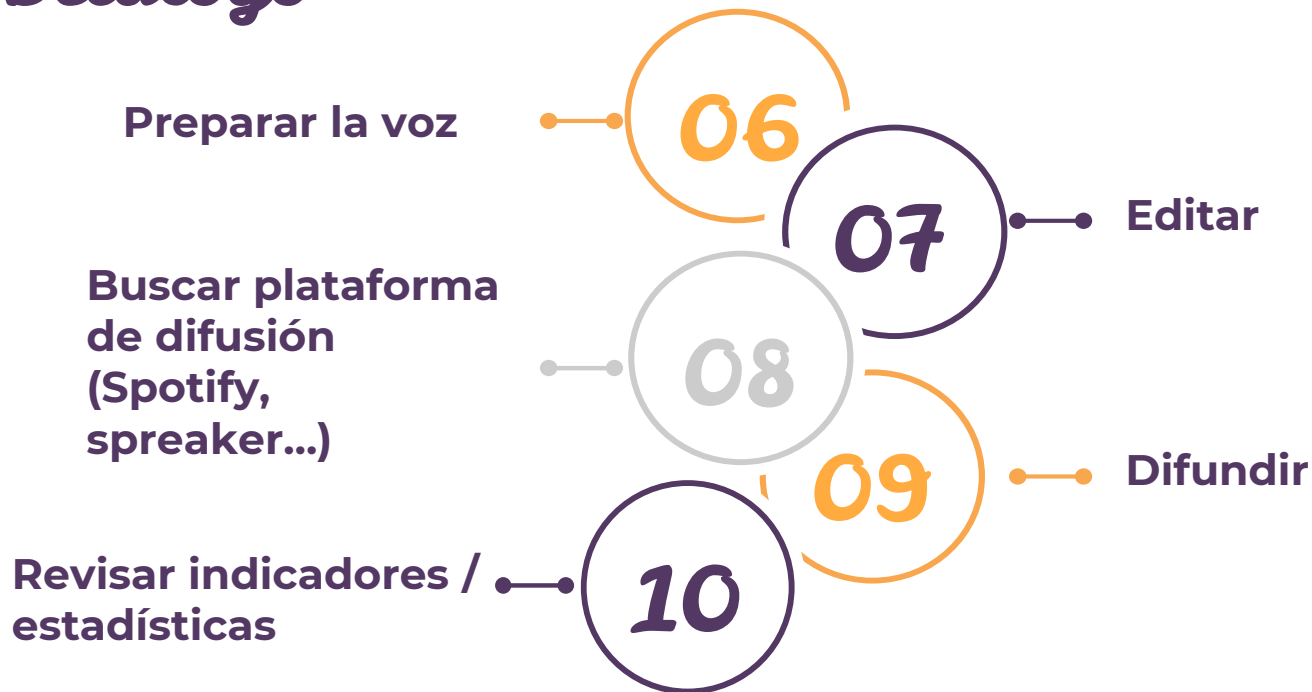 Decálogo
Preparar la voz
06
07
Editar
Buscar plataforma
de difusión
(Spotify,
spreaker...)
08
09
Difundir
Revisar indicadores /
estadísticas
10